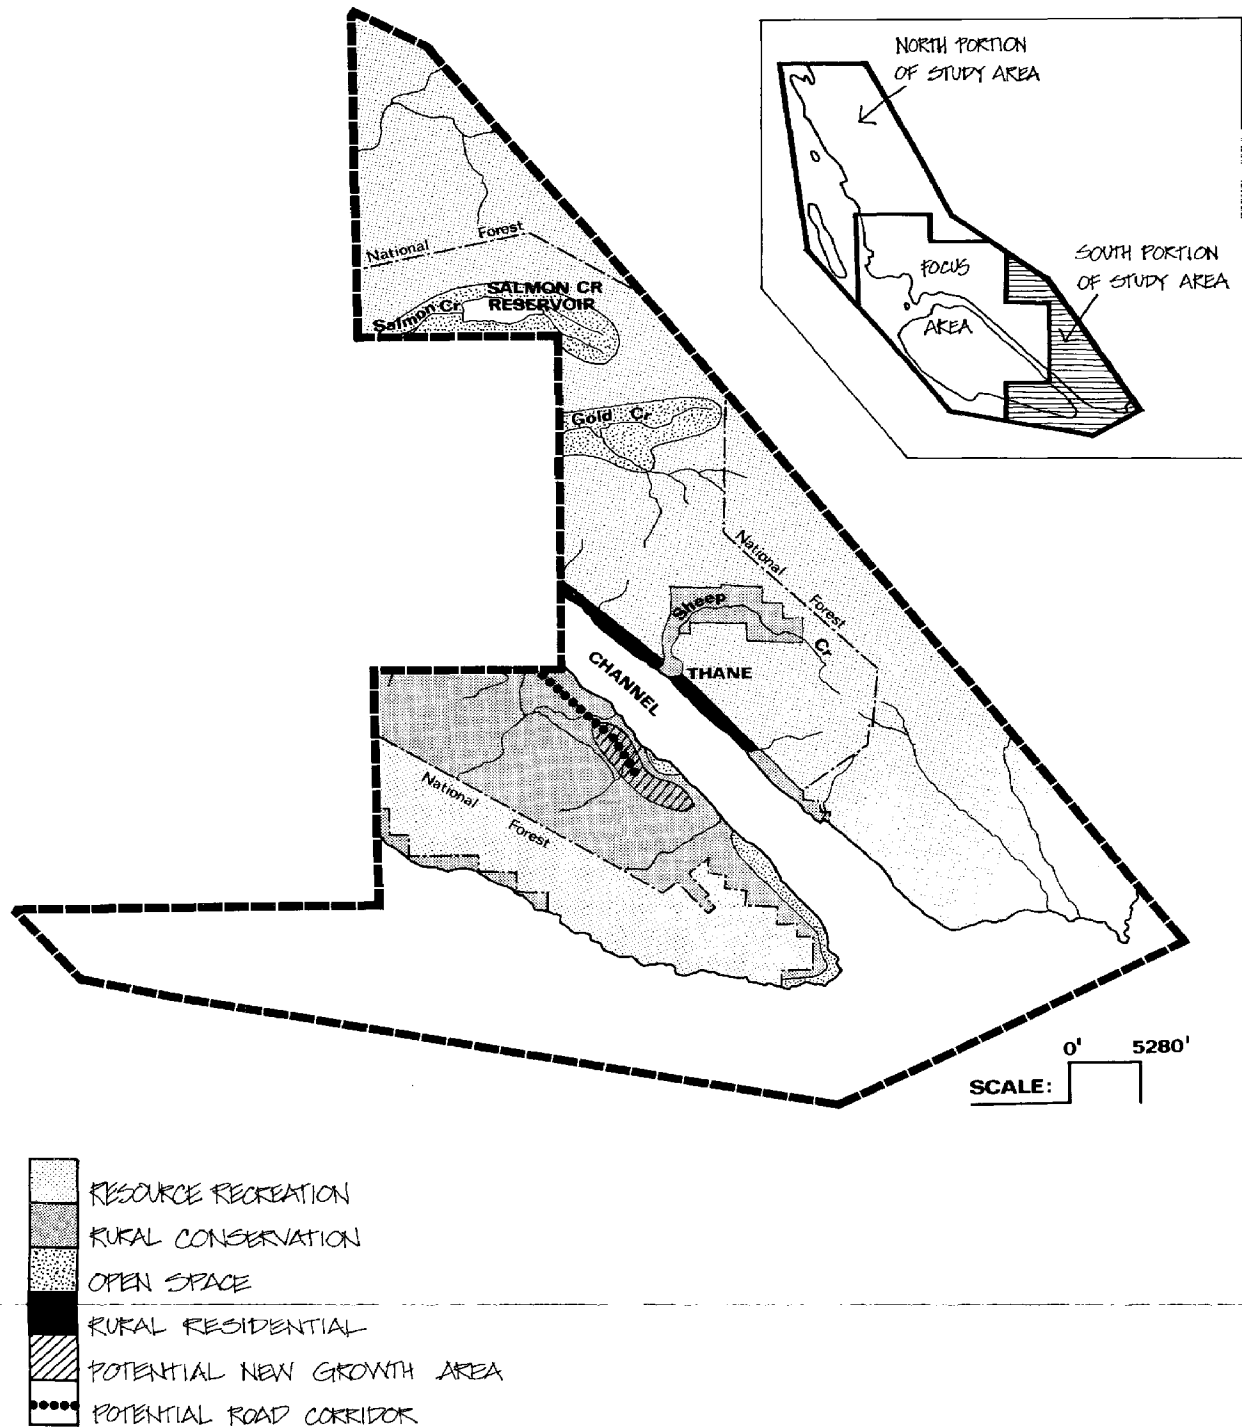 NORTH PORTION
OF STUDY AREA
FOCUS
AREA
SOUTH PORTION
OF STUDY AREA
National Forest
SALMON CR
RESERVOIR
Salmon Cr
Gold Cr
National Forest
Sheep Cr
THANE
CHANNEL
National Forest
0' 5280'
SCALE:
RESOURCE RECREATION
RURAL CONSERVATION
OPEN SPACE
RURAL RESIDENTIAL
POTENTIAL NEW GROWTH AREA
POTENTIAL ROAD CORRIDOR